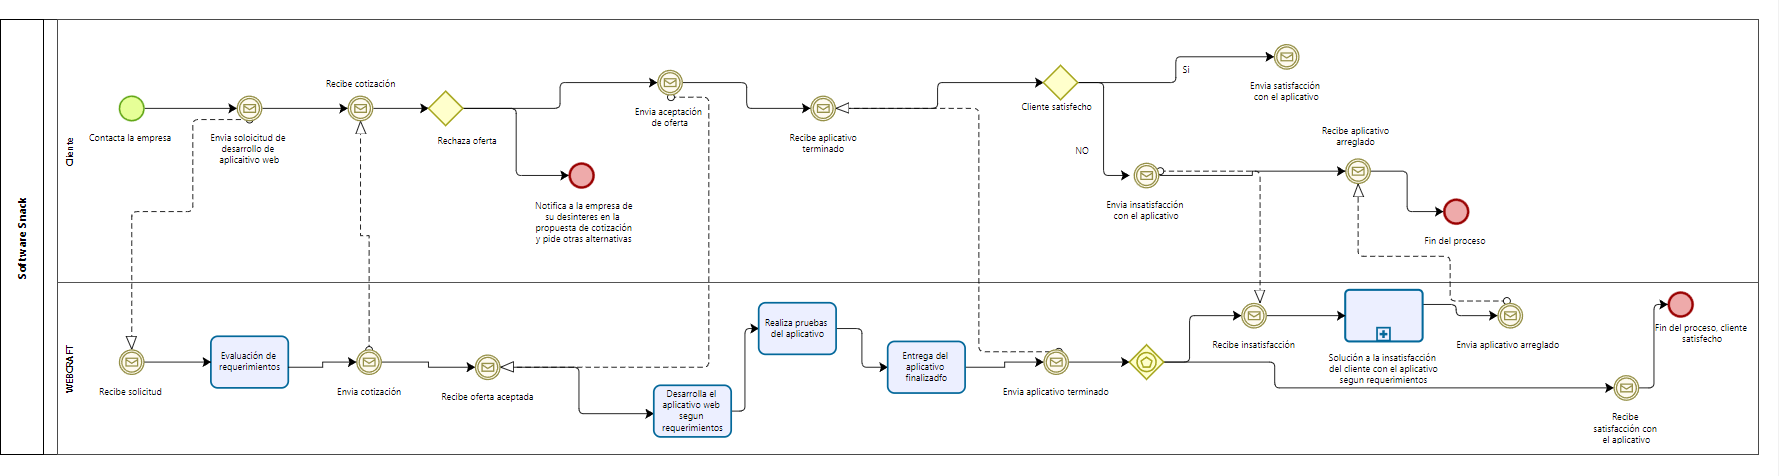 Software Snack
Cliente
Contacta la empresa
Envia soloicitud de
desarrollo de
aplicaitivo web
Recibe cotización
Rechaza oferta
Notifica a la empresa de
su desinteres en la
propuesta de cotización
y pide otras alternativas
Envia aceptación
de oferta
Recibe aplicativo
terminado
Cliente satisfecho
Si
Envia satisfacción
con el aplicativo
NO
Envia insatisfacción
con el aplicativo
Recibe aplicativo
arreglado
Fin del proceso
WEBCRAFT
Recibe solicitud
Evaluación de
requerimientos
Envia cotización
Recibe oferta aceptada
Desarrolla el
aplicativo web
segun
requerimientos
Realiza pruebas
del aplicativo
Entrega del
aplicativo
finalizadfo
Envia aplicativo terminado
Recibe insatisfacción
Solución a la insatisfacción
del cliente con el aplicativo
segun requerimientos
Envia aplicativo arreglado
Recibe
satisfacción con
el aplicativo
Fin del proceso, cliente
satisfecho